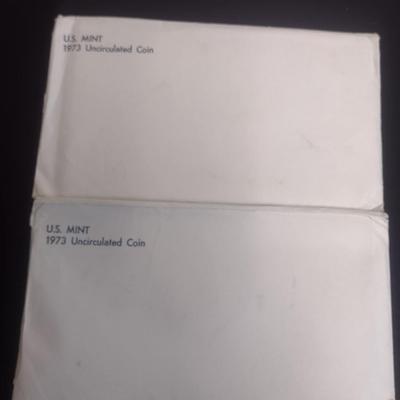 U.S. MINT
1973 Uncirculated Coin
U.S. MINT
1973 Uncirculated Coin